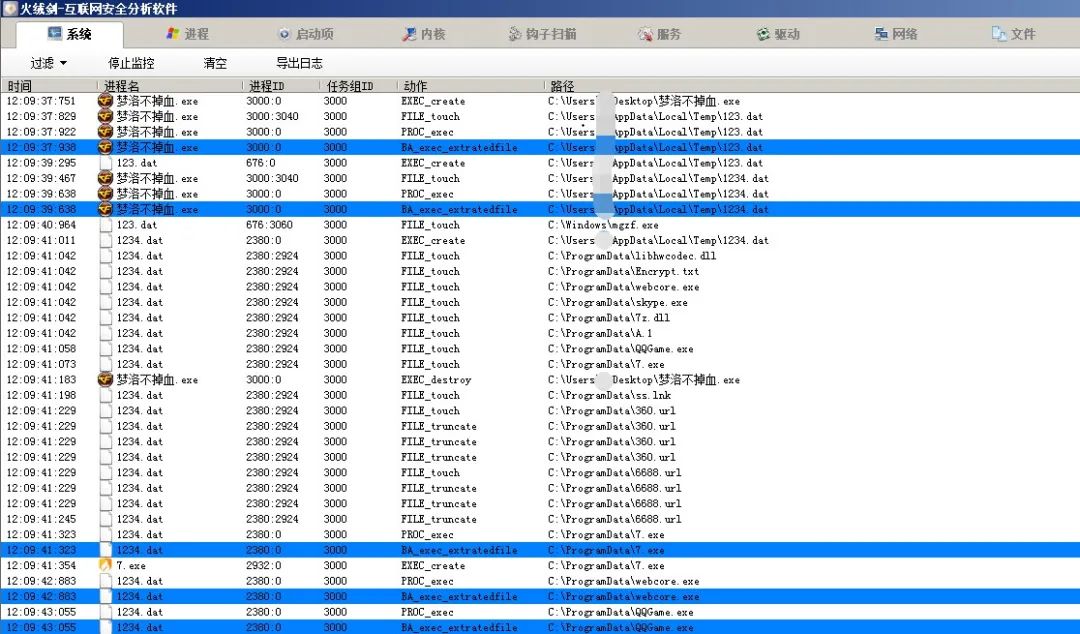 火绒剑-互联网安全分析软件
系统 进程 启动项 内核 钩子扫描 服务 驱动 网络 文件
过滤 停止监控 清空 导出日志
时间 进程名 进程ID 任务组ID 动作 路径
12:09:37:751 梦洛不掉血.exe 3000:0 3000 EXEC_create C:\Users Desktop\梦洛不掉血.exe
12:09:37:829 梦洛不掉血.exe 3000:3040 3000 FILE_touch C:\Users AppData\Local\Temp\123.dat
12:09:37:922 梦洛不掉血.exe 3000:0 3000 PROC_exec C:\Users AppData\Local\Temp\123.dat
12:09:37:938 梦洛不掉血.exe 3000:0 3000 BA_exec_extratedfile C:\Users AppData\Local\Temp\123.dat
12:09:39:295 123.dat 676:0 3000 EXEC_create C:\Users AppData\Local\Temp\123.dat
12:09:39:467 梦洛不掉血.exe 3000:3040 3000 FILE_touch C:\Users AppData\Local\Temp\1234.dat
12:09:39:638 梦洛不掉血.exe 3000:0 3000 PROC_exec C:\Users AppData\Local\Temp\1234.dat
12:09:39:638 梦洛不掉血.exe 3000:0 3000 BA_exec_extratedfile C:\Users AppData\Local\Temp\1234.dat
12:09:40:964 123.dat 676:3060 3000 FILE_touch C:\Windows\mgzf.exe
12:09:41:011 1234.dat 2380:0 3000 EXEC_create C:\Users AppData\Local\Temp\1234.dat
12:09:41:042 1234.dat 2380:2924 3000 FILE_touch C:\ProgramData\libhwcodec.dll
12:09:41:042 1234.dat 2380:2924 3000 FILE_touch C:\ProgramData\Encrypt.txt
12:09:41:042 1234.dat 2380:2924 3000 FILE_touch C:\ProgramData\webcore.exe
12:09:41:042 1234.dat 2380:2924 3000 FILE_touch C:\ProgramData\skype.exe
12:09:41:042 1234.dat 2380:2924 3000 FILE_touch C:\ProgramData\7z.dll
12:09:41:042 1234.dat 2380:2924 3000 FILE_touch C:\ProgramData\A.1
12:09:41:058 1234.dat 2380:2924 3000 FILE_touch C:\ProgramData\QQGame.exe
12:09:41:073 1234.dat 2380:2924 3000 FILE_touch C:\ProgramData\7.exe
12:09:41:183 梦洛不掉血.exe 3000:0 3000 EXEC_destroy C:\Users Desktop\梦洛不掉血.exe
12:09:41:198 1234.dat 2380:2924 3000 FILE_touch C:\ProgramData\ss.lnk
12:09:41:229 1234.dat 2380:2924 3000 FILE_touch C:\ProgramData\360.url
12:09:41:229 1234.dat 2380:2924 3000 FILE_truncate C:\ProgramData\360.url
12:09:41:229 1234.dat 2380:2924 3000 FILE_truncate C:\ProgramData\360.url
12:09:41:229 1234.dat 2380:2924 3000 FILE_truncate C:\ProgramData\360.url
12:09:41:229 1234.dat 2380:2924 3000 FILE_touch C:\ProgramData\6688.url
12:09:41:229 1234.dat 2380:2924 3000 FILE_truncate C:\ProgramData\6688.url
12:09:41:229 1234.dat 2380:2924 3000 FILE_truncate C:\ProgramData\6688.url
12:09:41:245 1234.dat 2380:2924 3000 FILE_truncate C:\ProgramData\6688.url
12:09:41:323 1234.dat 2380:0 3000 PROC_exec C:\ProgramData\7.exe
12:09:41:323 1234.dat 2380:0 3000 BA_exec_extratedfile C:\ProgramData\7.exe
12:09:41:354 7.exe 2932:0 3000 EXEC_create C:\ProgramData\7.exe
12:09:42:883 1234.dat 2380:0 3000 PROC_exec C:\ProgramData\webcore.exe
12:09:42:883 1234.dat 2380:0 3000 BA_exec_extratedfile C:\ProgramData\webcore.exe
12:09:43:055 1234.dat 2380:0 3000 PROC_exec C:\ProgramData\QQGame.exe
12:09:43:055 1234.dat 2380:0 3000 BA_exec_extratedfile C:\ProgramData\QQGame.exe